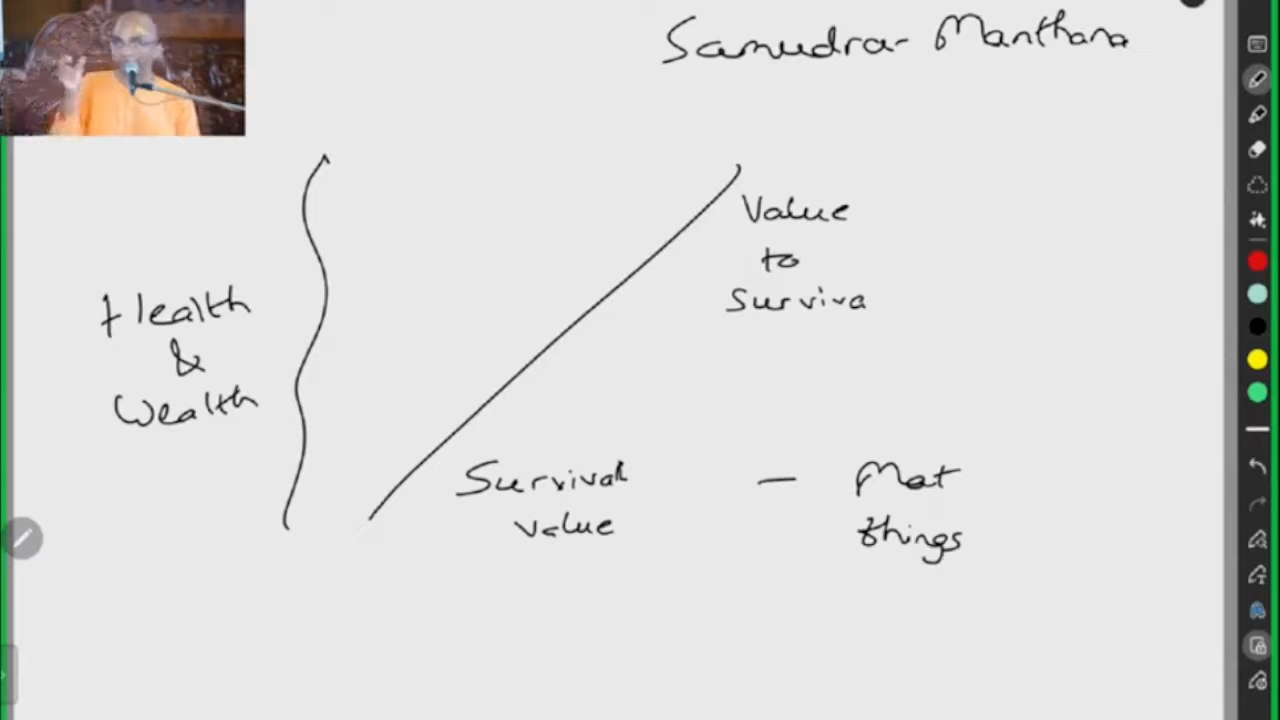 Samudra- Manthana
Value
to
Surviva
Health
&
Wealth
Survival - Mat
value things